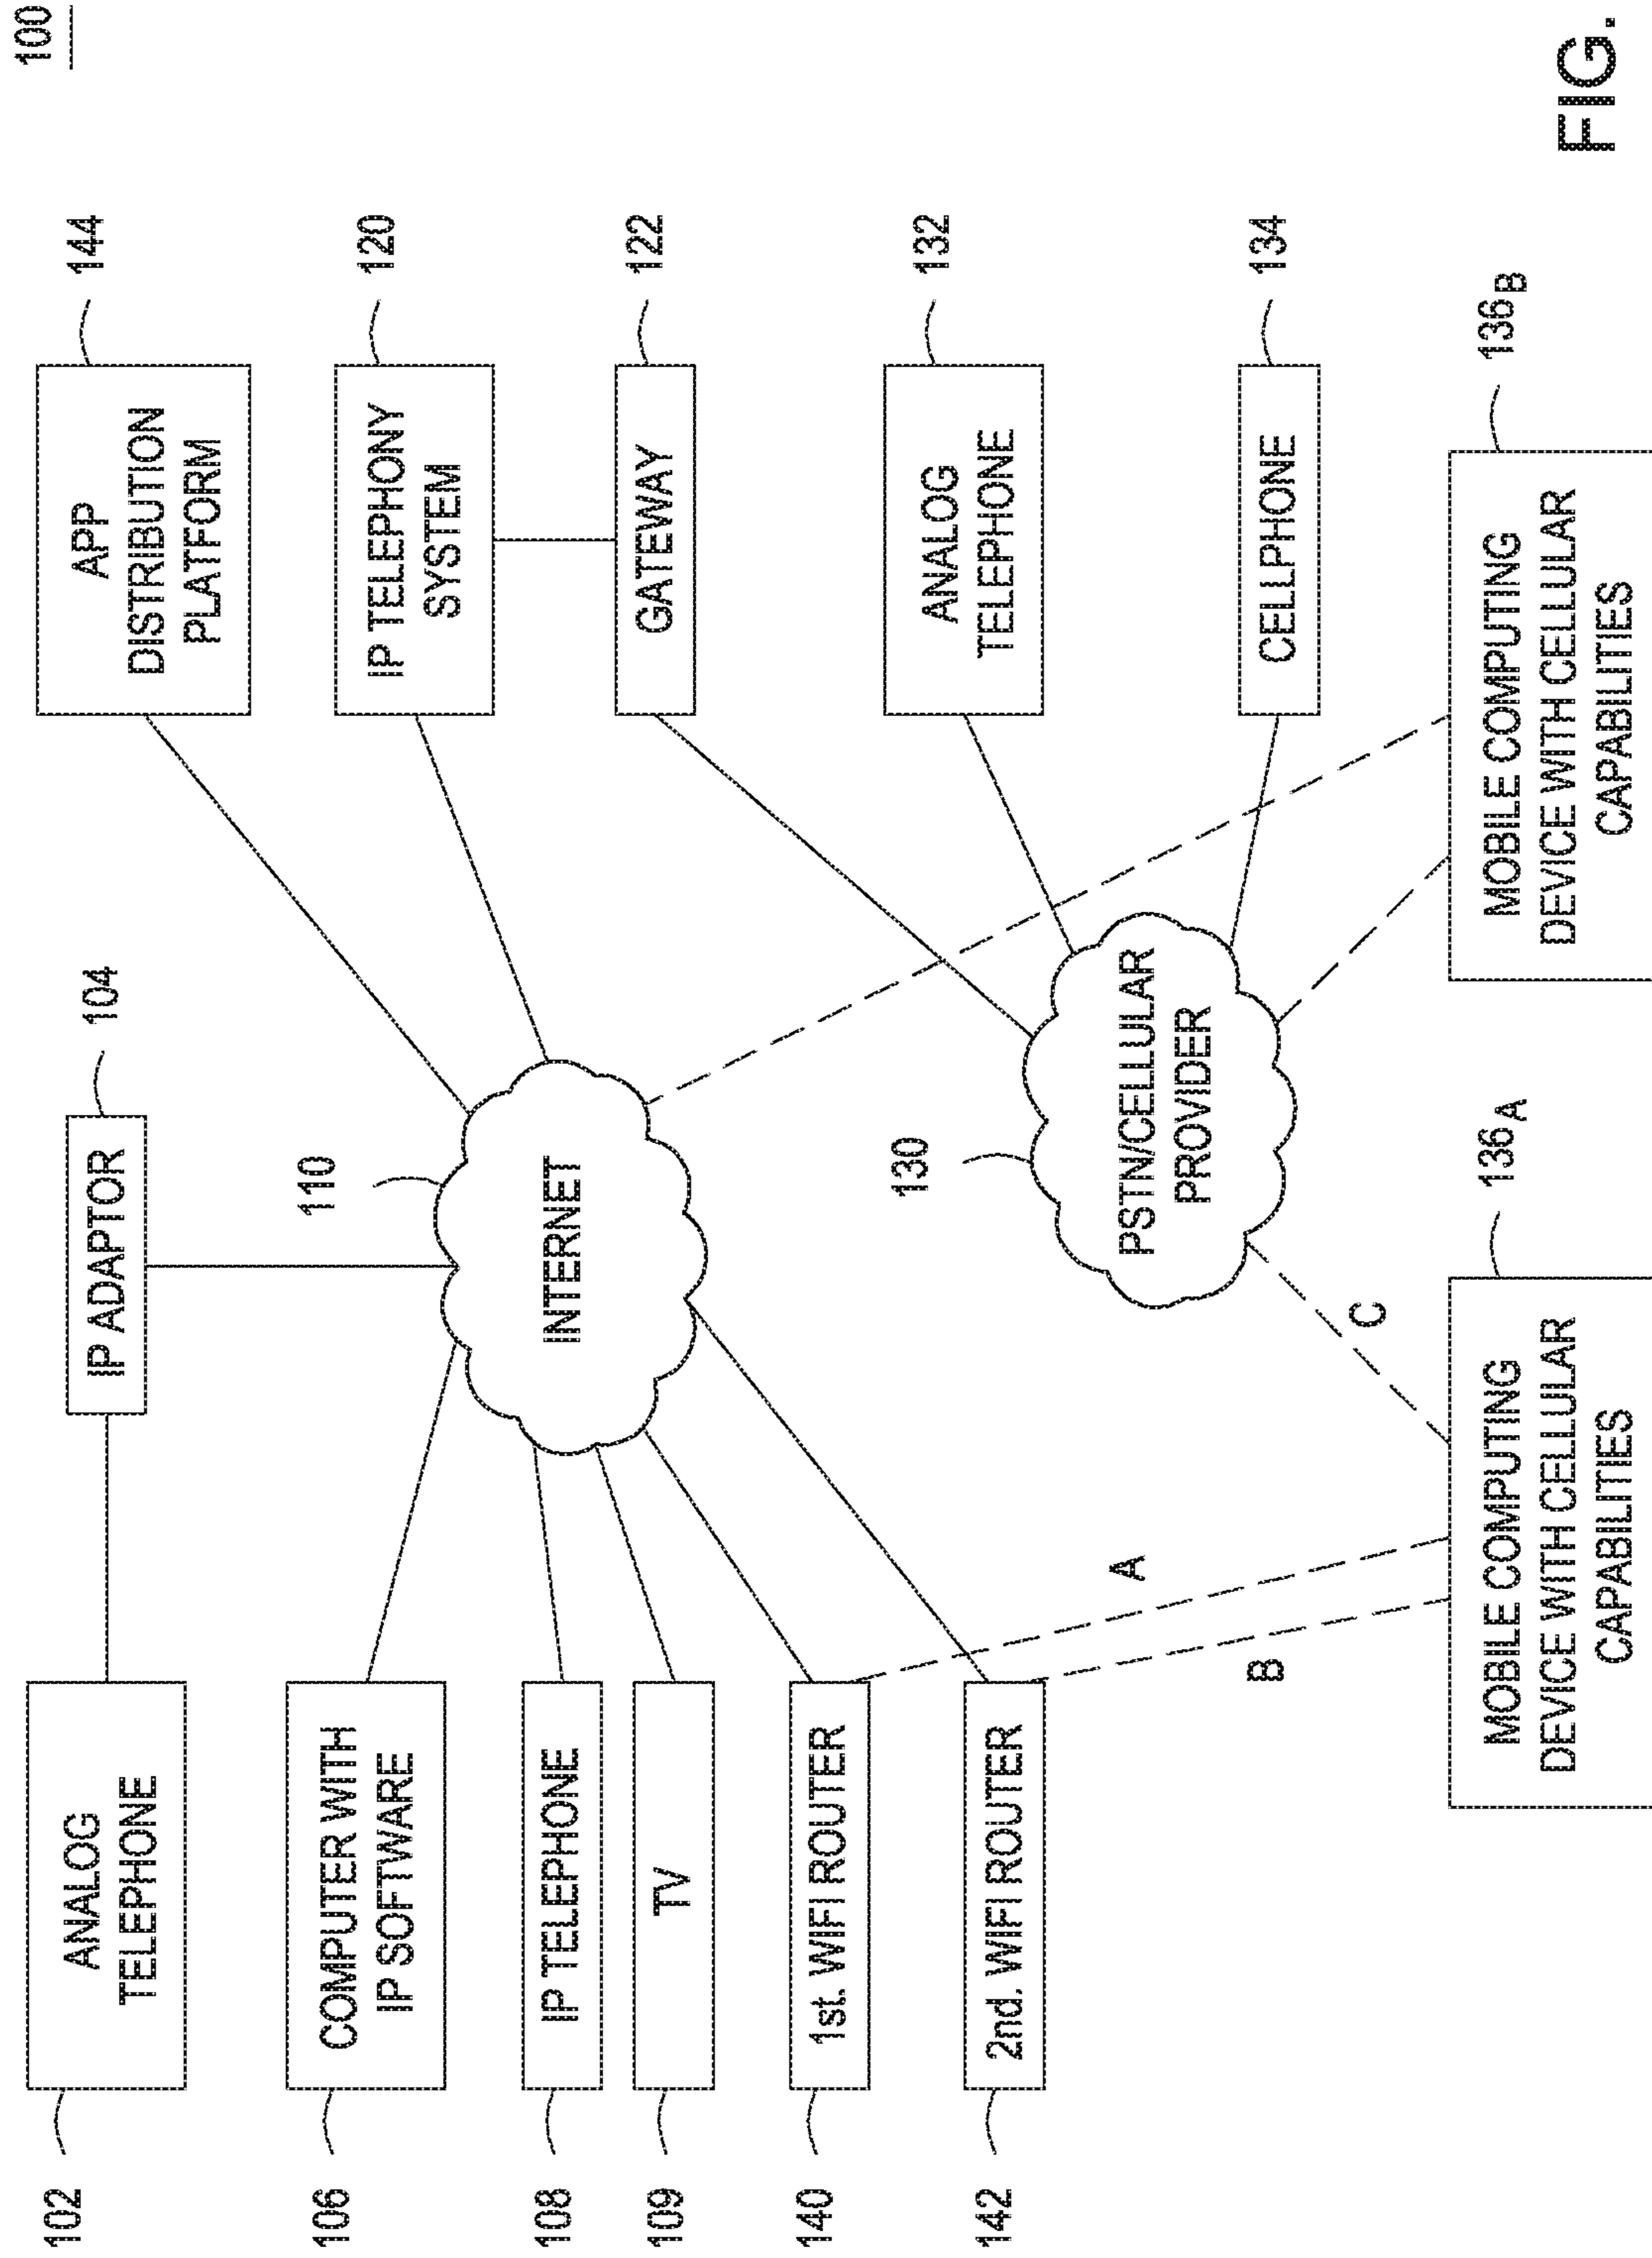 100
102
ANALOG
TELEPHONE
IP ADAPTOR
104
APP
DISTRIBUTION
PLATFORM
144
106
COMPUTER WITH
IP SOFTWARE
110
INTERNET
IP TELEPHONY
SYSTEM
120
108
IP TELEPHONE
109
TV
GATEWAY
122
140
1st. WIFI ROUTER
142
2nd. WIFI ROUTER
130
PSTN/CELLULAR
PROVIDER
ANALOG
TELEPHONE
132
CELLPHONE
134
A
B
C
MOBILE COMPUTING
DEVICE WITH CELLULAR
CAPABILITIES
136A
MOBILE COMPUTING
DEVICE WITH CELLULAR
CAPABILITIES
136B
FIG.